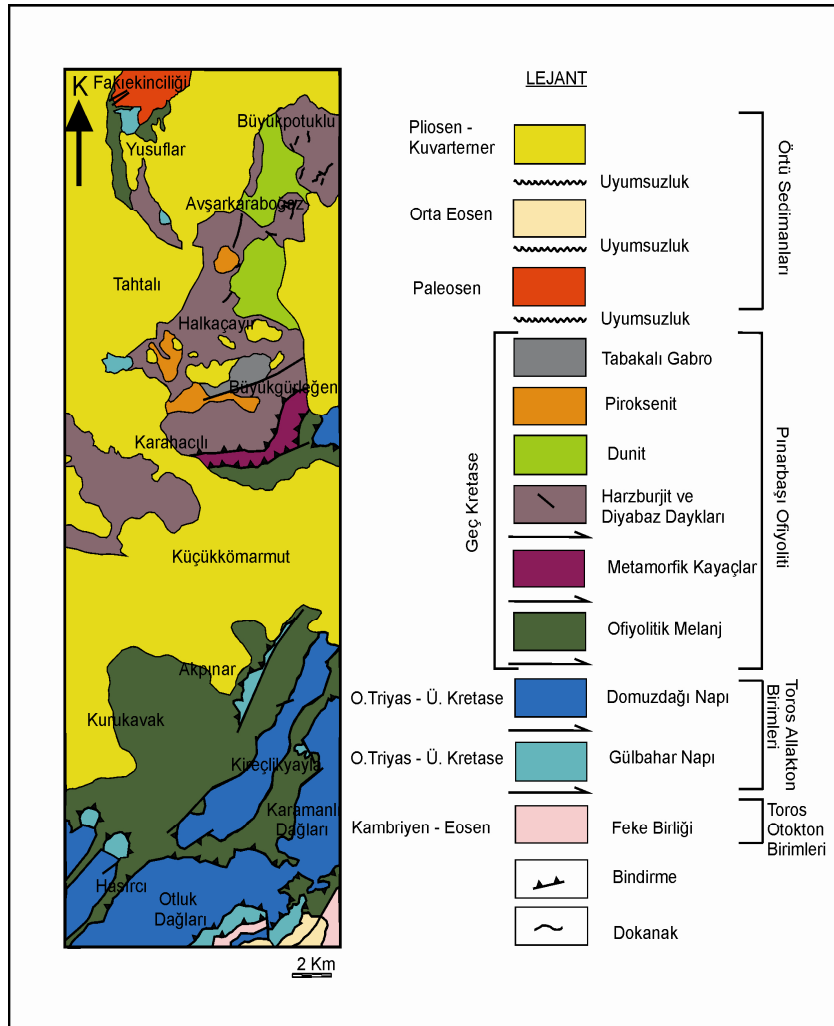 Fakıekinciliği
K
Büyükpotuklu
Yusuflar
Avşarkaraboğaz
Tahtalı
Halkaçayır
Büyükgürleğen
Karahacılı
Küçükkömarmut
Akpınar
Kurukavak
Kireçlikyayla
Karamanlı
Dağları
Hasırcı
Otluk
Dağları
2 Km
LEJANT
Pliosen -
Kuvarterner
Uyumsuzluk
Orta Eosen
Uyumsuzluk
Paleosen
Uyumsuzluk
Örtü
Sedimanları
Tabakalı Gabro
Piroksenit
Dunit
Harzburjit ve
Diyabaz Daykları
Metamorfik Kayaçlar
Ofiyolitik Melanj
Geç Kretase
Pınarbaşı Ofiyoliti
O.Triyas - Ü. Kretase
Domuzdağı Napı
O.Triyas - Ü. Kretase
Gülbahar Napı
Toros Allakton
Birimleri
Kambriyen - Eosen
Feke Birliği
Toros
Otokton
Birimleri
Bindirme
Dokanak